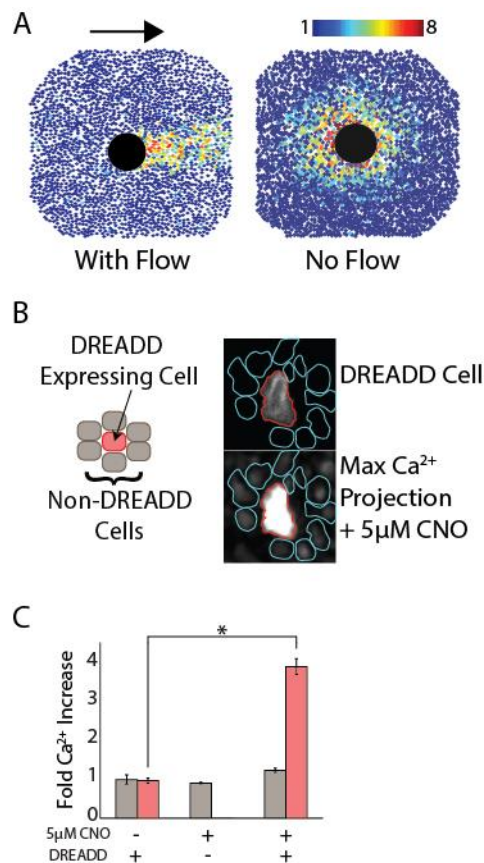 A
1 8
With Flow
No Flow
B
DREADD
Expressing Cell
Non-DREADD
Cells
DREADD Cell
Max Ca²⁺
Projection
+ 5µM CNO
C
*
Fold Ca²⁺ Increase
4
3
2
1
0
5µM CNO - + +
DREADD + - +